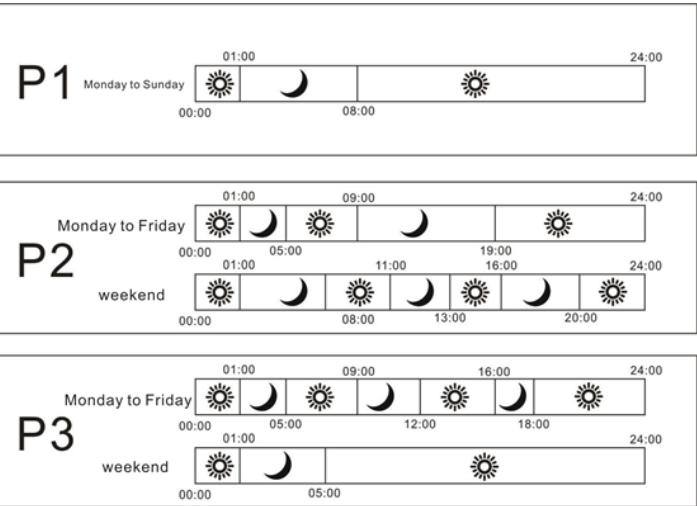 01:00 24:00
P1 Monday to Sunday
00:00 08:00
01:00 09:00 24:00
Monday to Friday
00:00 05:00 19:00
P2
01:00 11:00 16:00 24:00
weekend
00:00 08:00 13:00 20:00
01:00 09:00 16:00 24:00
Monday to Friday
00:00 05:00 12:00 18:00
P3
01:00 24:00
weekend
00:00 05:00